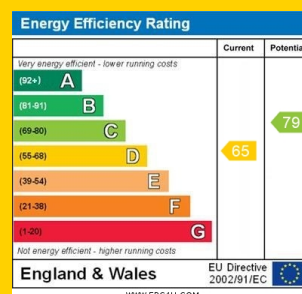 Energy Efficiency Rating
Current Potentia
Very energy efficient - lower running costs
(92+) A
(81-91) B
(69-80) C
79
(55-68) D
65
(39-54) E
(21-38) F
(1-20) G
Not energy efficient - higher running costs
England & Wales
EU Directive
2002/91/EC